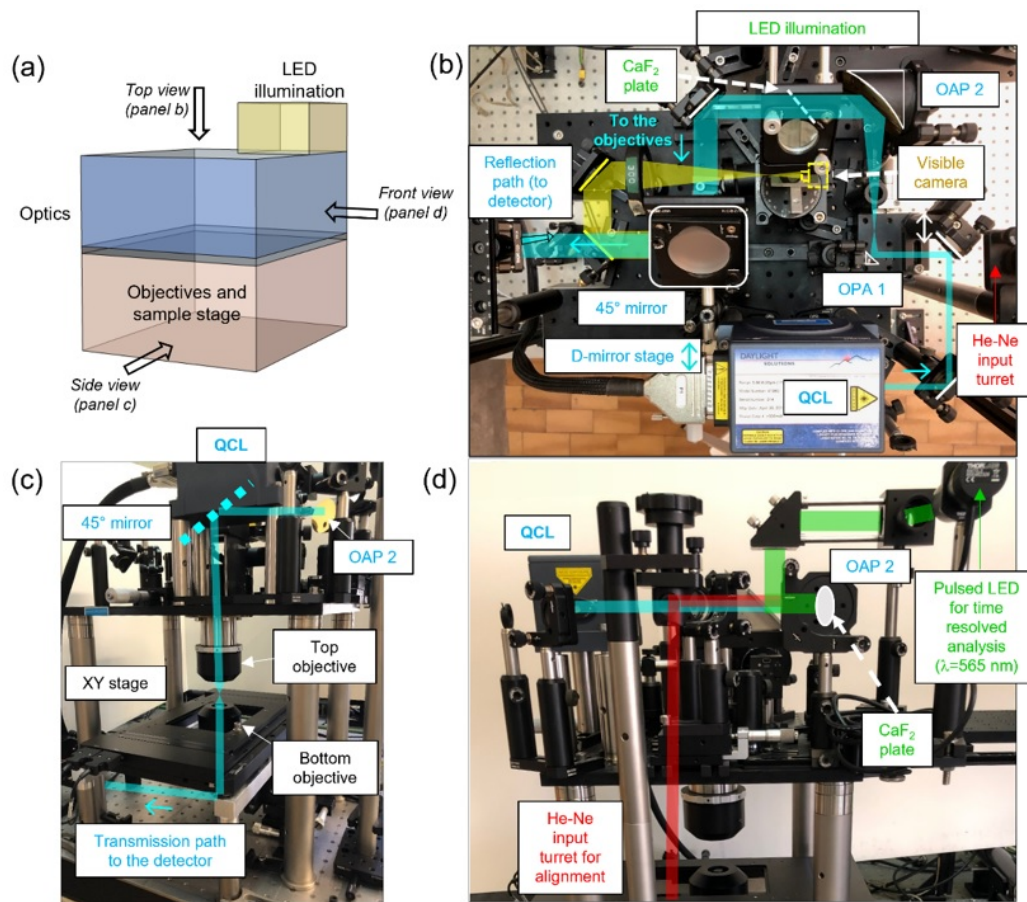 (a)
Top view
(panel b)
LED
illumination
Optics
Front view
(panel d)
Objectives and
sample stage
Side view
(panel c)
(b)
LED illumination
CaF₂
plate
OAP 2
To the
objectives
Reflection
path (to
detector)
Visible
camera
45° mirror
OPA 1
D-mirror stage
He-Ne
input
turret
DAYLIGHT
SOLUTIONS
QCL
(c)
QCL
45° mirror
OAP 2
Top
objective
XY stage
Bottom
objective
Transmission path
to the detector
(d)
THORLABS
QCL
OAP 2
Pulsed LED
for time
resolved
analysis
(λ=565 nm)
CaF₂
plate
He-Ne
input
turret for
alignment